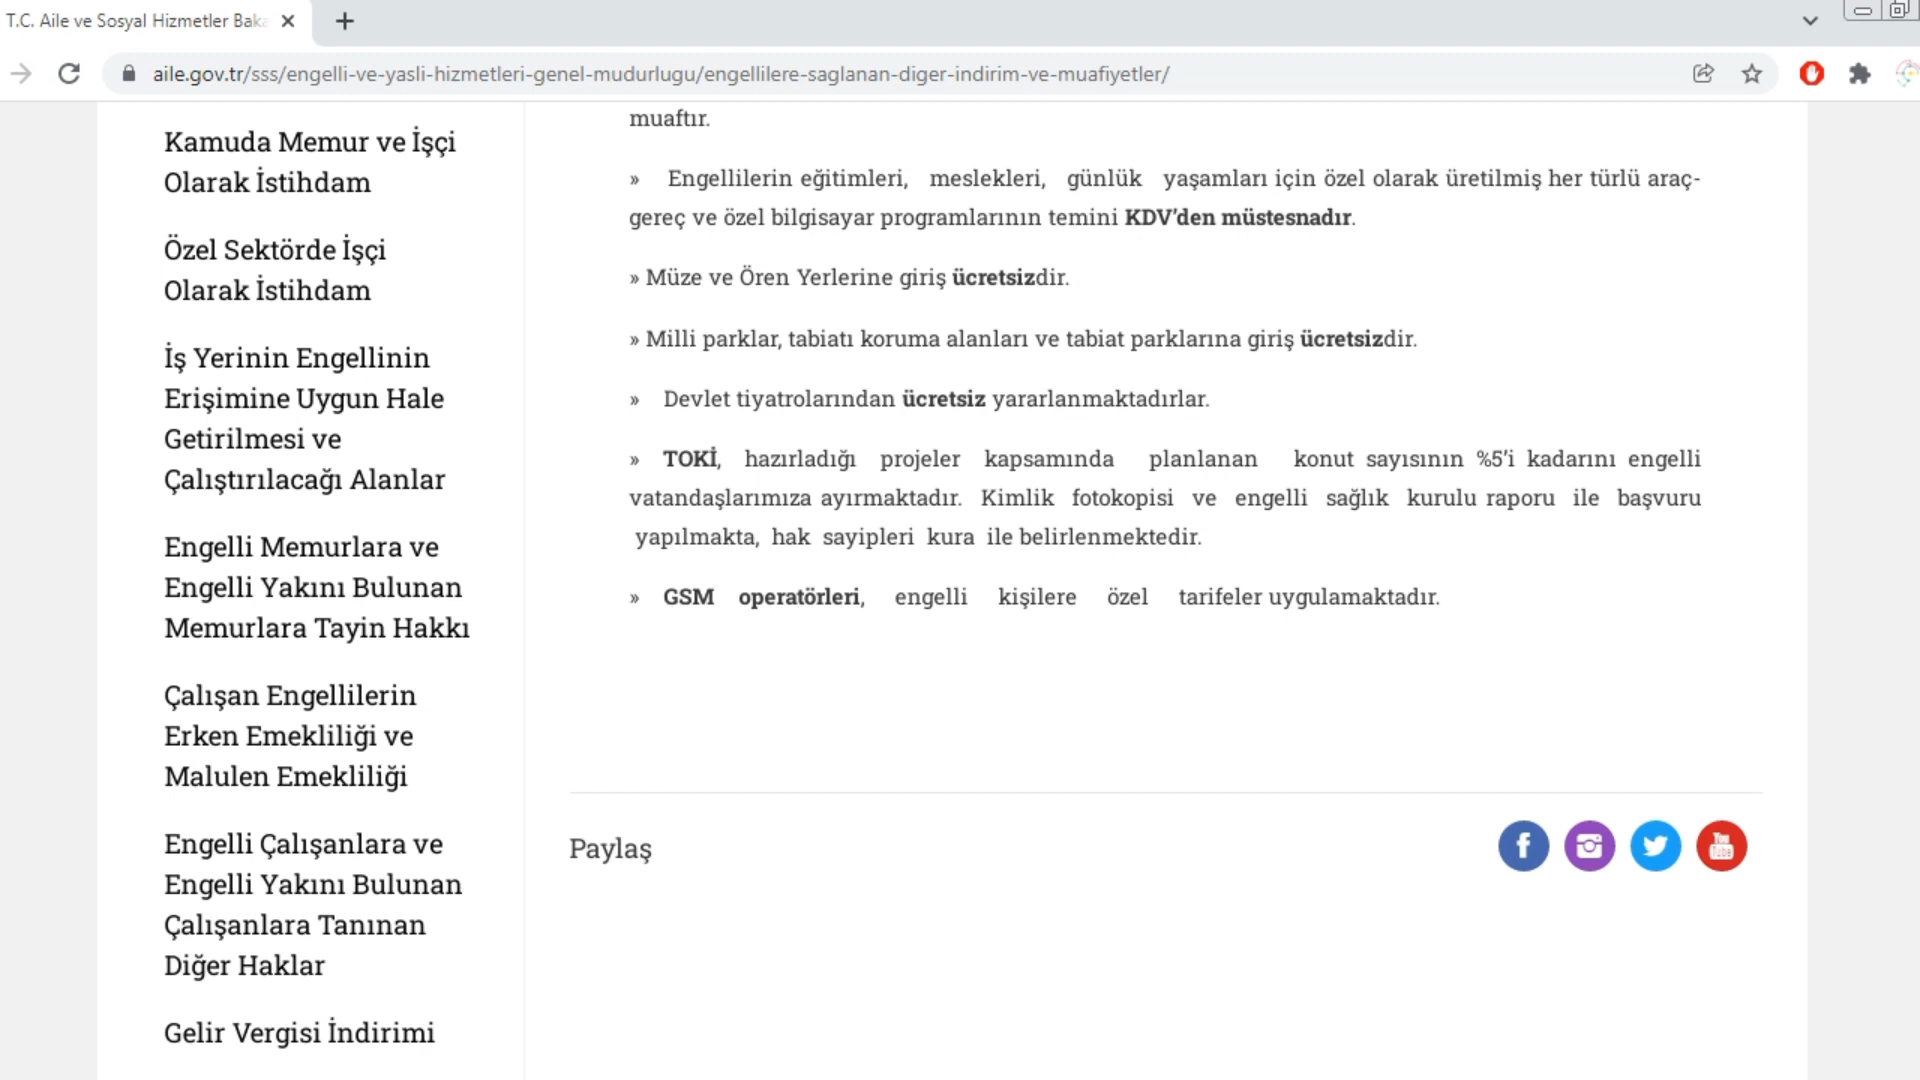 T.C. Aile ve Sosyal Hizmetler Baka
aile.gov.tr/sss/engelli-ve-yasli-hizmetleri-genel-mudurlugu/engellilere-saglanan-diger-indirim-ve-muafiyetler/
Kamuda Memur ve İşçi
Olarak İstihdam
Özel Sektörde İşçi
Olarak İstihdam
İş Yerinin Engellinin
Erişimine Uygun Hale
Getirilmesi ve
Çalıştırılacağı Alanlar
Engelli Memurlara ve
Engelli Yakını Bulunan
Memurlara Tayin Hakkı
Çalışan Engellilerin
Erken Emekliliği ve
Malulen Emekliliği
Engelli Çalışanlara ve
Engelli Yakını Bulunan
Çalışanlara Tanınan
Diğer Haklar
Gelir Vergisi İndirimi
muaftır.
» Engellilerin eğitimleri, meslekleri, günlük yaşamları için özel olarak üretilmiş her türlü araç-
gereç ve özel bilgisayar programlarının temini KDV’den müstesnadır.
» Müze ve Ören Yerlerine giriş ücretsizdir.
» Milli parklar, tabiatı koruma alanları ve tabiat parklarına giriş ücretsizdir.
» Devlet tiyatrolarından ücretsiz yararlanmaktadırlar.
» TOKİ, hazırladığı projeler kapsamında planlanan konut sayısının %5’i kadarını engelli
vatandaşlarımıza ayırmaktadır. Kimlik fotokopisi ve engelli sağlık kurulu raporu ile başvuru
yapılmakta, hak sayipleri kura ile belirlenmektedir.
» GSM operatörleri, engelli kişilere özel tarifeler uygulamaktadır.
Paylaş
You
Tube